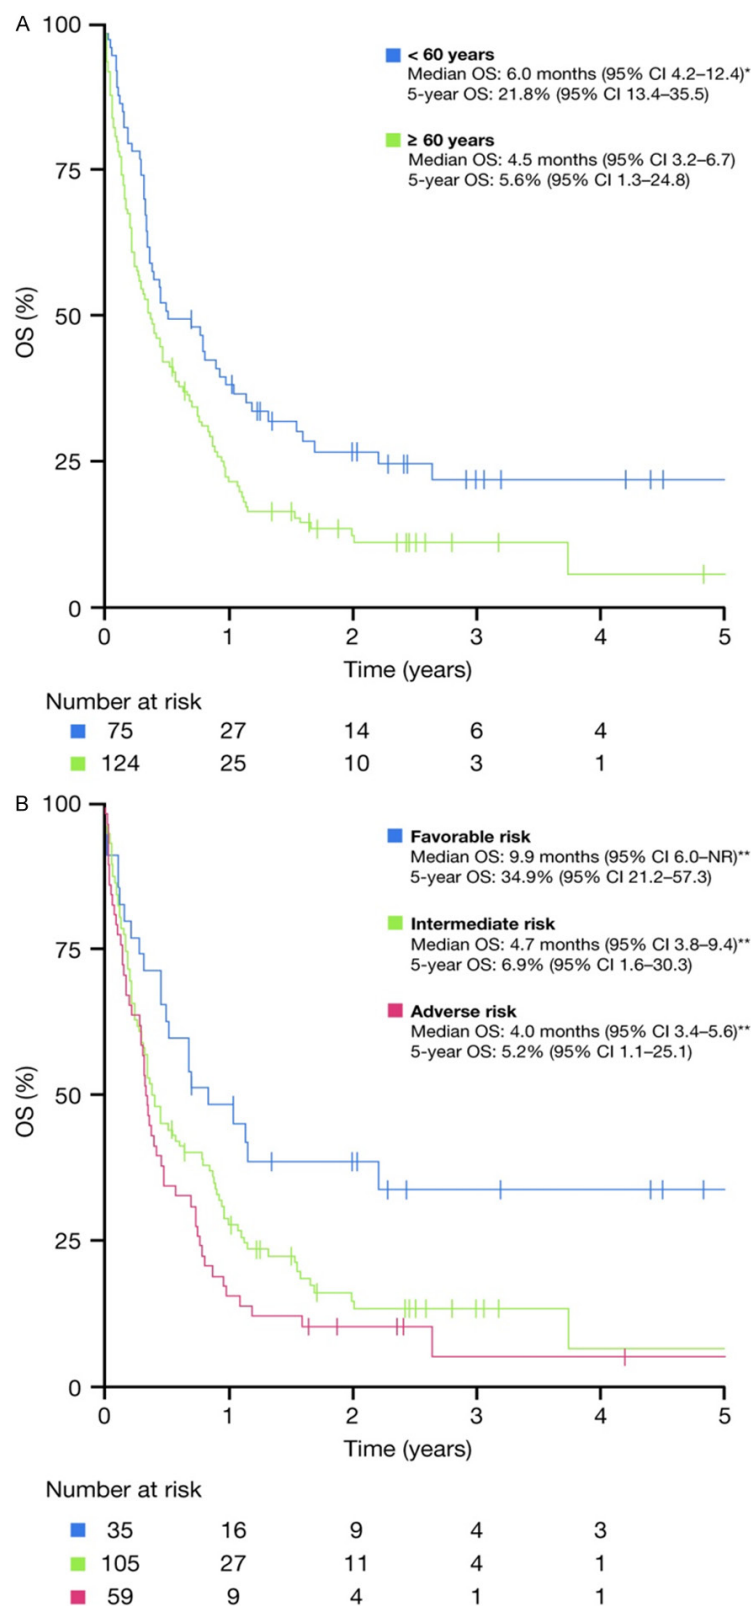 A
100
75
50
25
0
OS (%)
< 60 years
Median OS: 6.0 months (95% CI 4.2–12.4)*
5-year OS: 21.8% (95% CI 13.4–35.5)
≥ 60 years
Median OS: 4.5 months (95% CI 3.2–6.7)
5-year OS: 5.6% (95% CI 1.3–24.8)
0 1 2 3 4 5
Time (years)
Number at risk
75 27 14 6 4
124 25 10 3 1
B
100
75
50
25
0
OS (%)
Favorable risk
Median OS: 9.9 months (95% CI 6.0–NR)**
5-year OS: 34.9% (95% CI 21.2–57.3)
Intermediate risk
Median OS: 4.7 months (95% CI 3.8–9.4)**
5-year OS: 6.9% (95% CI 1.6–30.3)
Adverse risk
Median OS: 4.0 months (95% CI 3.4–5.6)**
5-year OS: 5.2% (95% CI 1.1–25.1)
0 1 2 3 4 5
Time (years)
Number at risk
35 16 9 4 3
105 27 11 4 1
59 9 4 1 1